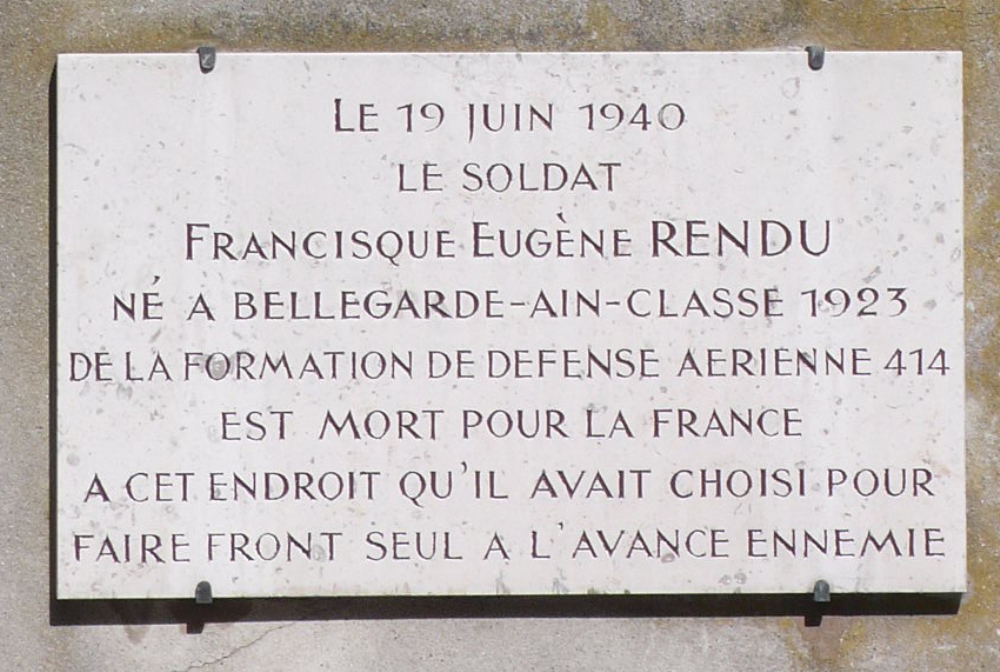 LE 19 JUIN 1940
LE SOLDAT
FRANCISQUE EUGÈNE RENDU
NÉ A BELLEGARDE-AIN-CLASSE 1923
DE LA FORMATION DE DEFENSE AERIENNE 414
EST MORT POUR LA FRANCE
A CET ENDROIT QU'IL AVAIT CHOISI POUR
FAIRE FRONT SEUL A L'AVANCE ENNEMIE